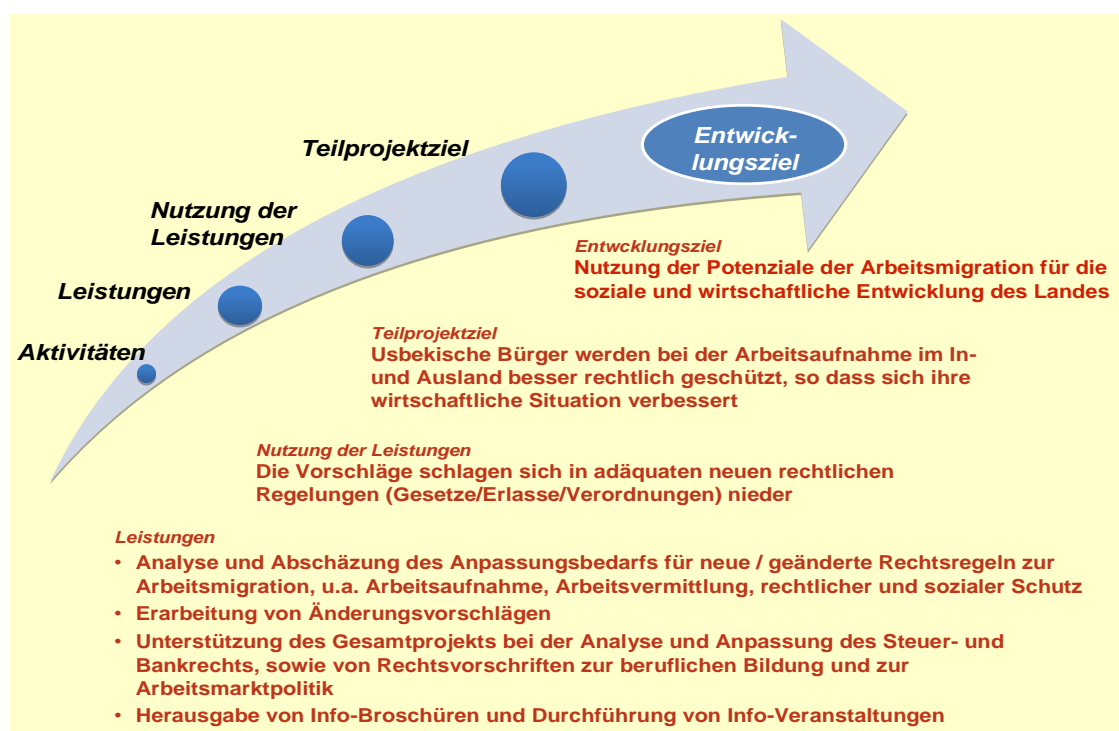 Entwick-
lungsziel
Teilprojektziel
Nutzung der
Leistungen
Leistungen
Aktivitäten
Entwcklungsziel
Nutzung der Potenziale der Arbeitsmigration für die
soziale und wirtschaftliche Entwicklung des Landes
Teilprojektziel
Usbekische Bürger werden bei der Arbeitsaufnahme im In-
und Ausland besser rechtlich geschützt, so dass sich ihre
wirtschaftliche Situation verbessert
Nutzung der Leistungen
Die Vorschläge schlagen sich in adäquaten neuen rechtlichen
Regelungen (Gesetze/Erlasse/Verordnungen) nieder
Leistungen
• Analyse und Abschäzung des Anpassungsbedarfs für neue / geänderte Rechtsregeln zur
Arbeitsmigration, u.a. Arbeitsaufnahme, Arbeitsvermittlung, rechtlicher und sozialer Schutz
• Erarbeitung von Änderungsvorschlägen
• Unterstützung des Gesamtprojekts bei der Analyse und Anpassung des Steuer- und
Bankrechts, sowie von Rechtsvorschriften zur beruflichen Bildung und zur
Arbeitsmarktpolitik
• Herausgabe von Info-Broschüren und Durchführung von Info-Veranstaltungen